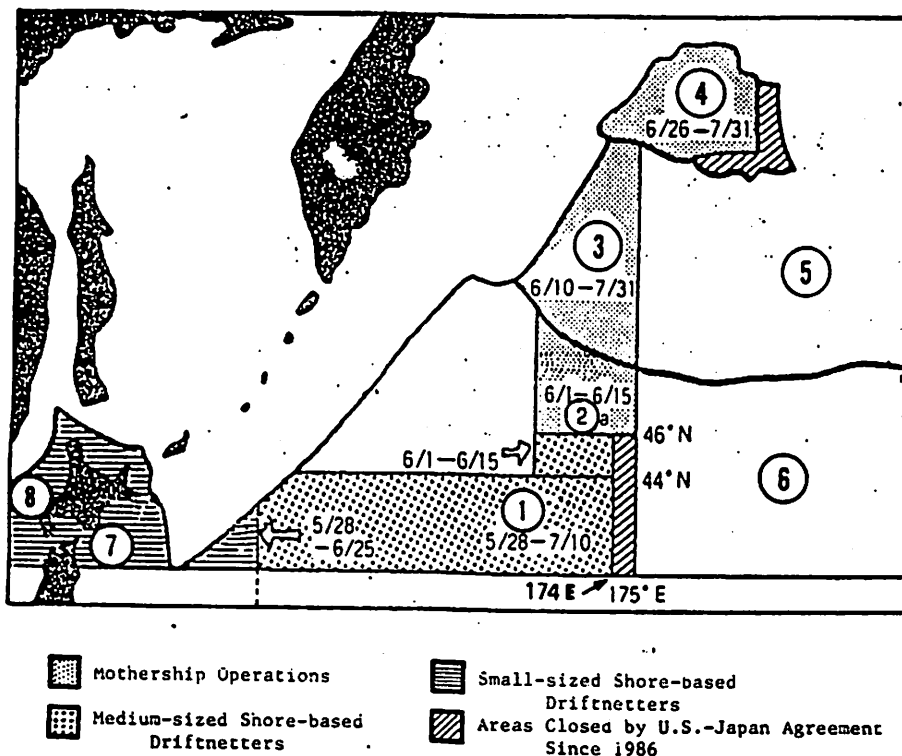 4
6/26-7/31
3
6/10-7/31
5
6/1-6/15
2 a
46° N
6/1-6/15
44° N
8
1
6
7
5/28
-6/25
5/28-7/10
174 E
175° E
Mothership Operations
Medium-sized Shore-based
Driftnetters
Small-sized Shore-based
Driftnetters
Areas Closed by U.S.-Japan Agreement
Since 1986